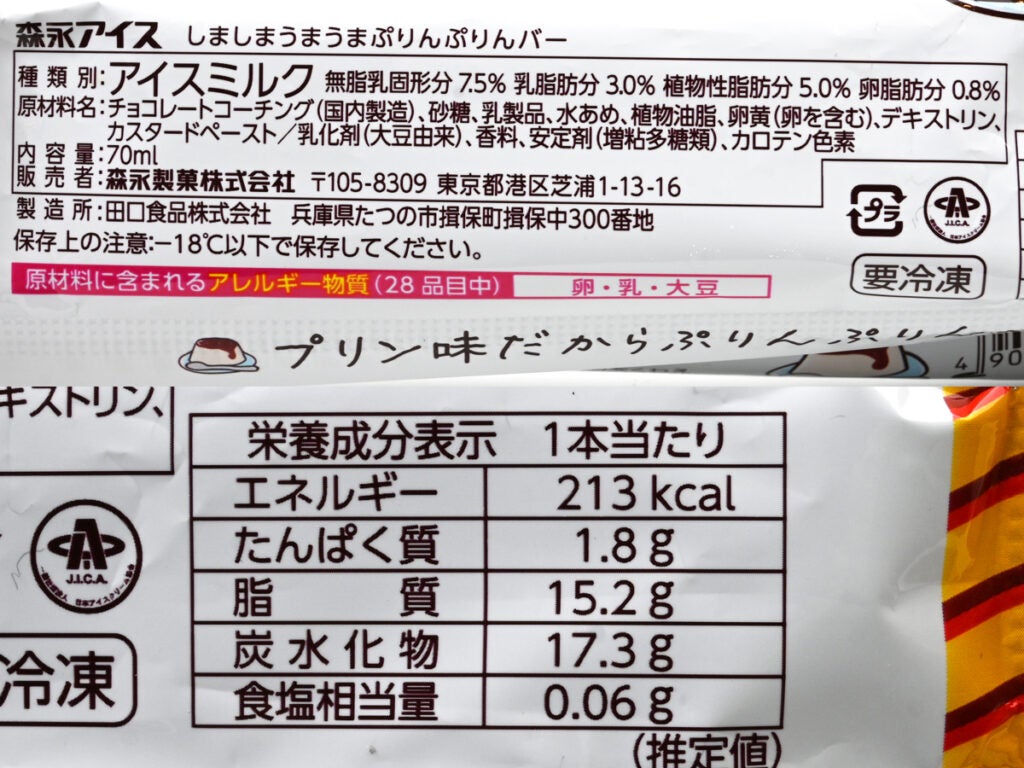 森永アイス しましまうまうまぷりんぷりんバー
種類別:アイスミルク 無脂乳固形分 7.5% 乳脂肪分 3.0% 植物性脂肪分 5.0% 卵脂肪分 0.8%
原材料名:チョコレートコーチング(国内製造)、砂糖、乳製品、水あめ、植物油脂、卵黄(卵を含む)、デキストリン、
カスタードペースト/乳化剤(大豆由来)、香料、安定剤(増粘多糖類)、カロテン色素
内容量:70ml
販売者:森永製菓株式会社 〒105-8309 東京都港区芝浦1-13-16
製造所:田口食品株式会社 兵庫県たつの市揖保町揖保中300番地
保存上の注意:−18℃以下で保存してください。
プラ
J.I.C.A.
要冷凍
原材料に含まれるアレルギー物質(28品目中) 卵・乳・大豆
プリン味だからぷりんぷりん
4 90
キストリン、
J.I.C.A.
冷凍
栄養成分表示 1本当たり
エネルギー 213 kcal
たんぱく質 1.8 g
脂質 15.2 g
炭水化物 17.3 g
食塩相当量 0.06 g
(推定値)